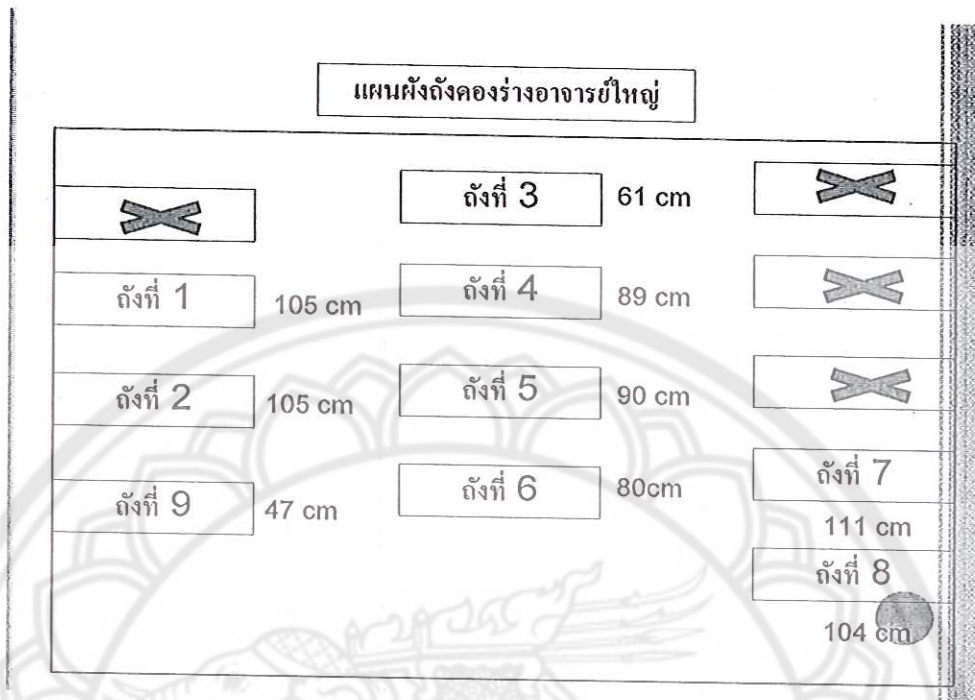 แผนผังถังคองร่างอาจารย์ใหญ่
ถังที่ 3 61 cm
ถังที่ 1 105 cm
ถังที่ 4 89 cm
ถังที่ 2 105 cm
ถังที่ 5 90 cm
ถังที่ 9 47 cm
ถังที่ 6 80cm
ถังที่ 7
111 cm
ถังที่ 8
104 cm